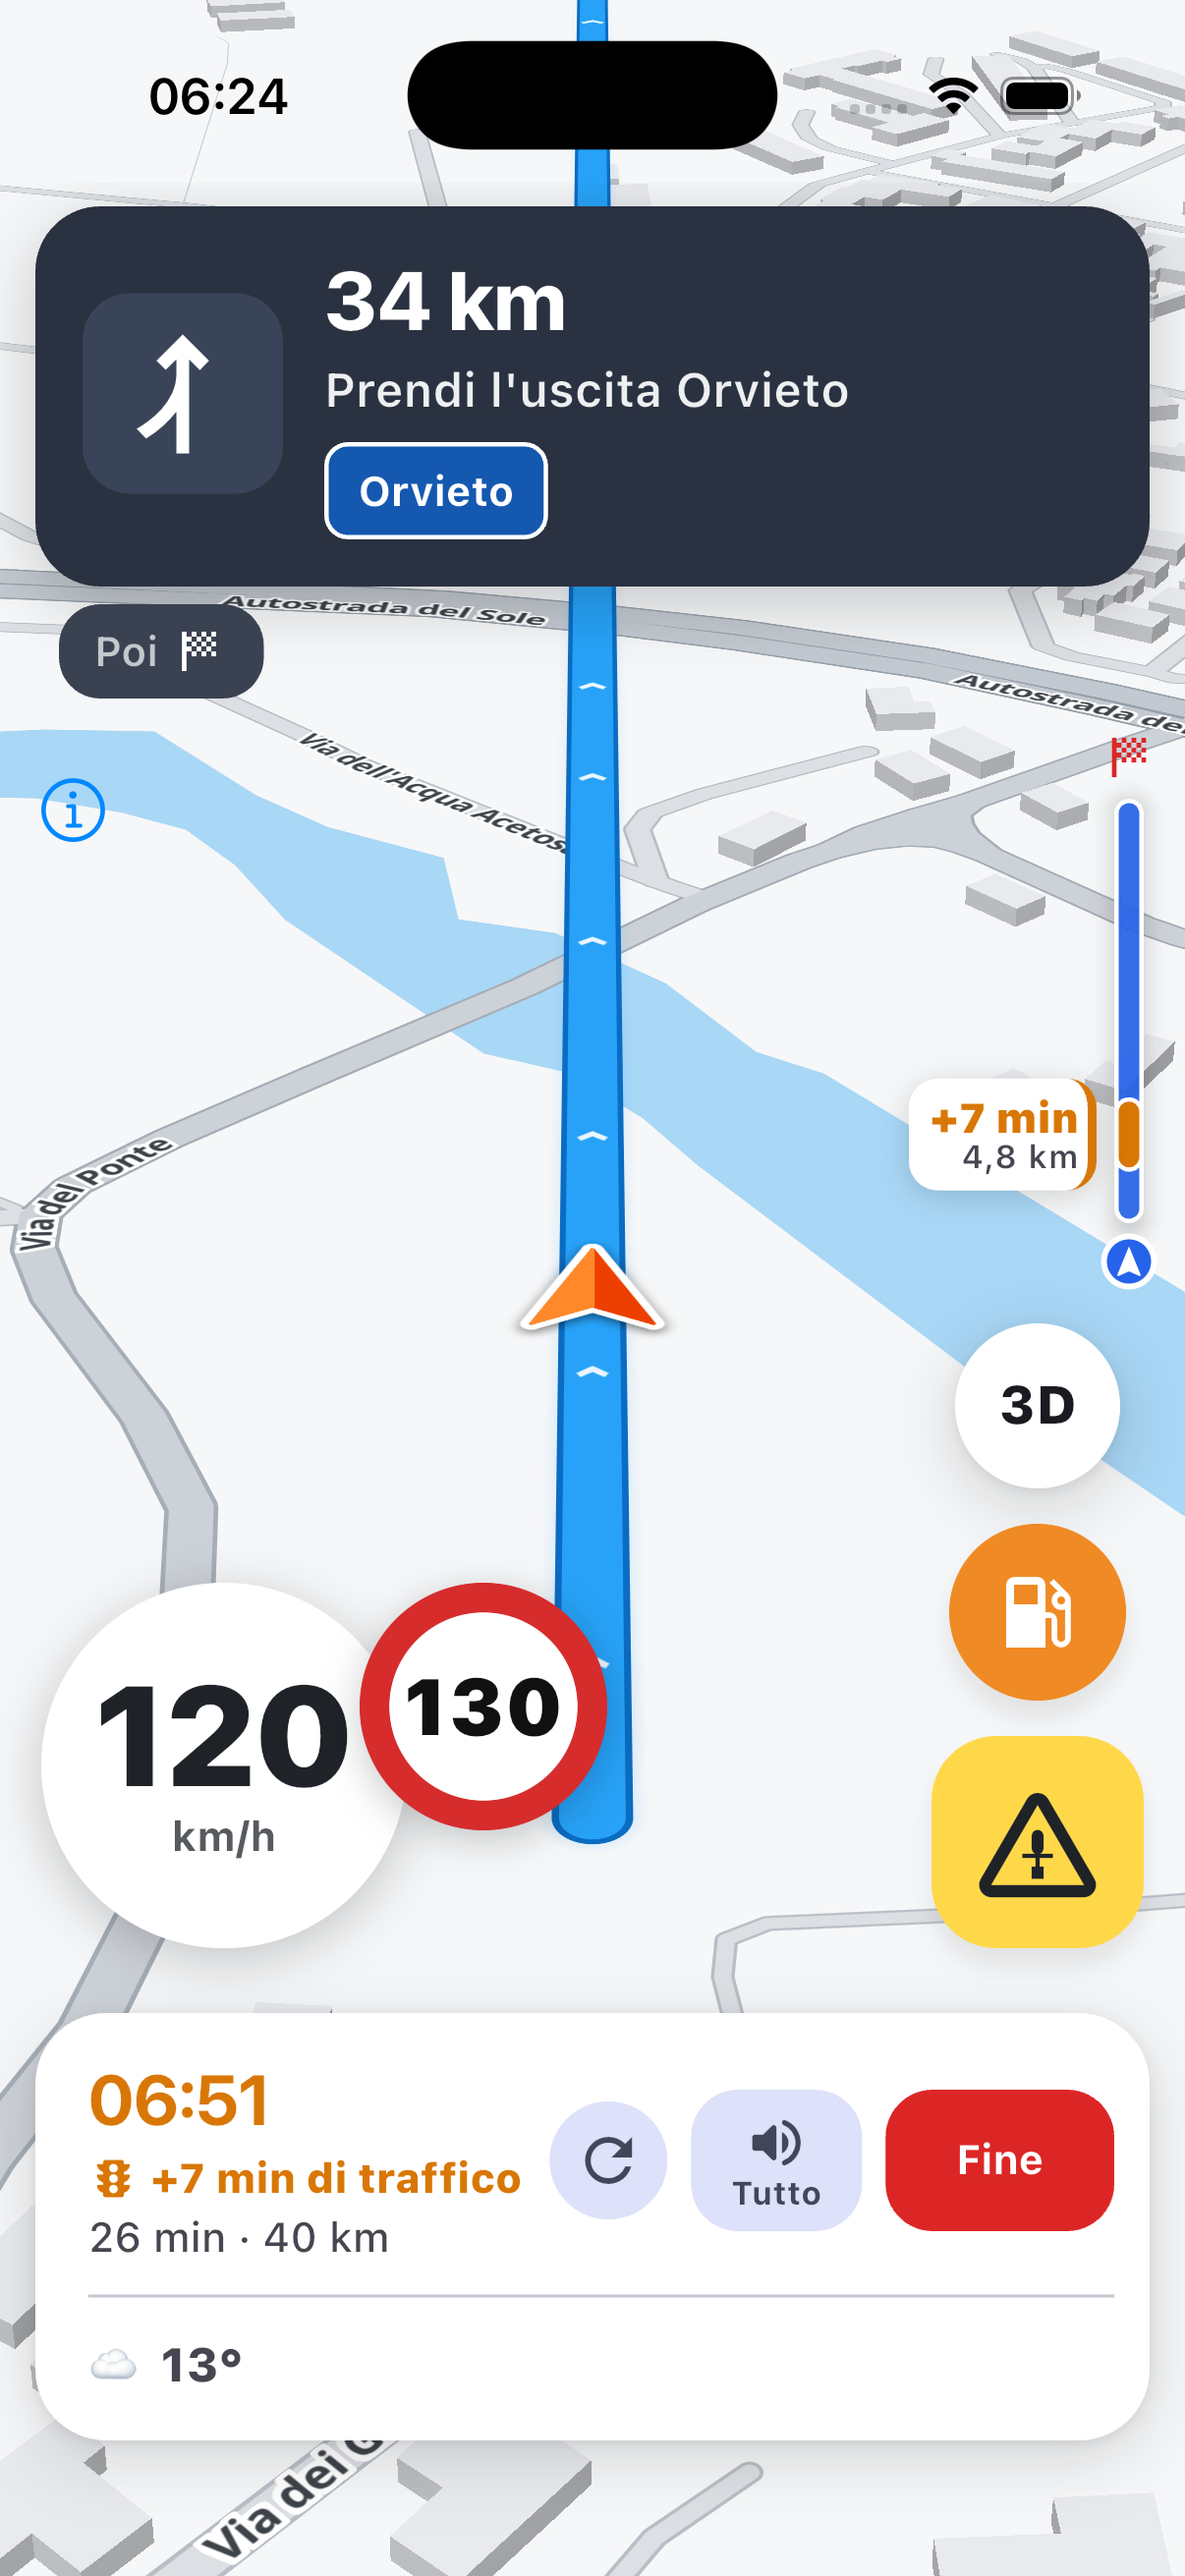 06:24
34 km
Prendi l'uscita Orvieto
Orvieto
Autostrada del Sole
Poi
Autostrada de
Via dell'Acqua Acetos
+7 min
4,8 km
Via del Ponte
3D
120
km/h
130
06:51
+7 min di traffico
26 min · 40 km
Tutto
Fine
13°
Via dei G